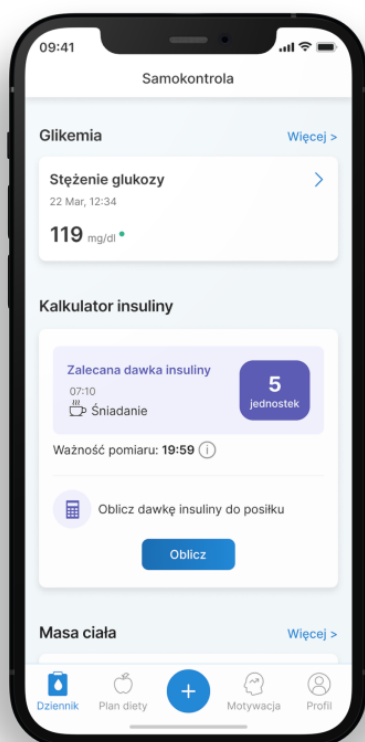 09:41
Samokontrola
Glikemia
Więcej >
Stężenie glukozy
22 Mar, 12:34
119 mg/dl
Kalkulator insuliny
Zalecana dawka insuliny
07:10
Śniadanie
5
jednostek
Ważność pomiaru: 19:59
Oblicz dawkę insuliny do posiłku
Oblicz
Masa ciała
Więcej >
Dziennik
Plan diety
Motywacja
Profil